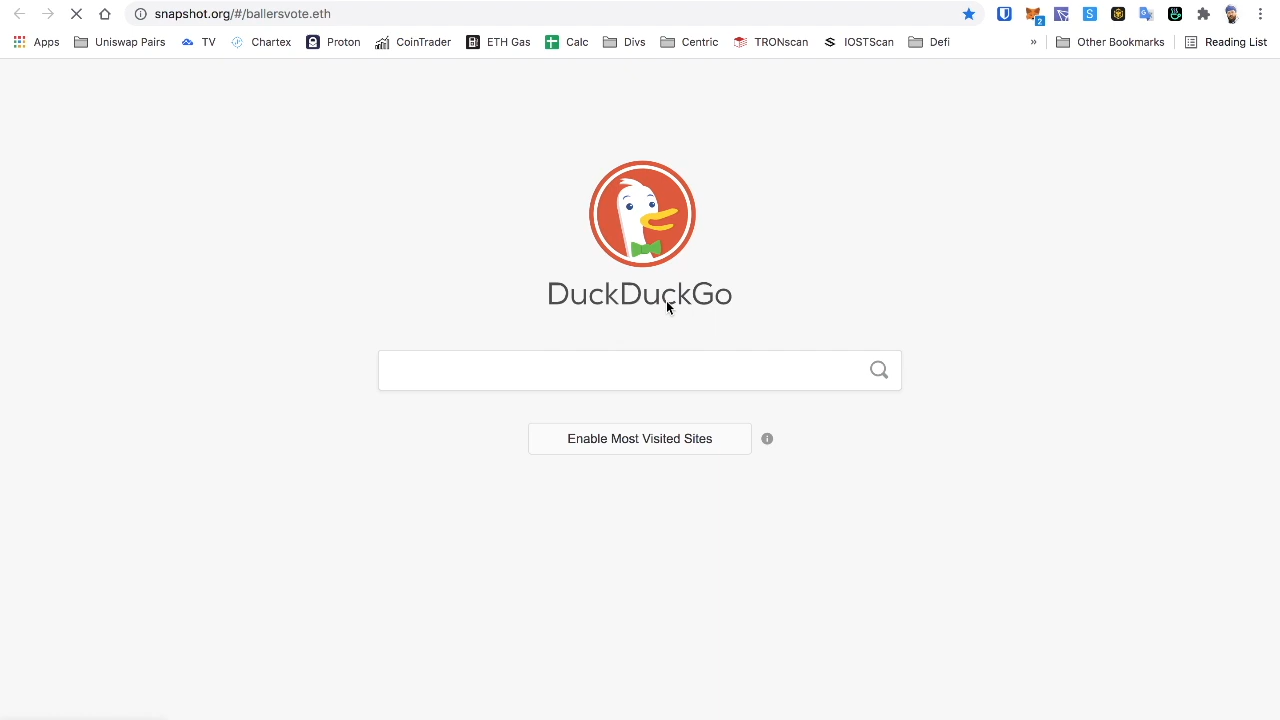 snapshot.org/#/ballersvote.eth
2
Apps Uniswap Pairs TV Chartex Proton CoinTrader ETH Gas Calc Divs Centric TRONscan IOSTScan Defi » Other Bookmarks Reading List
DuckDuckGo
Enable Most Visited Sites